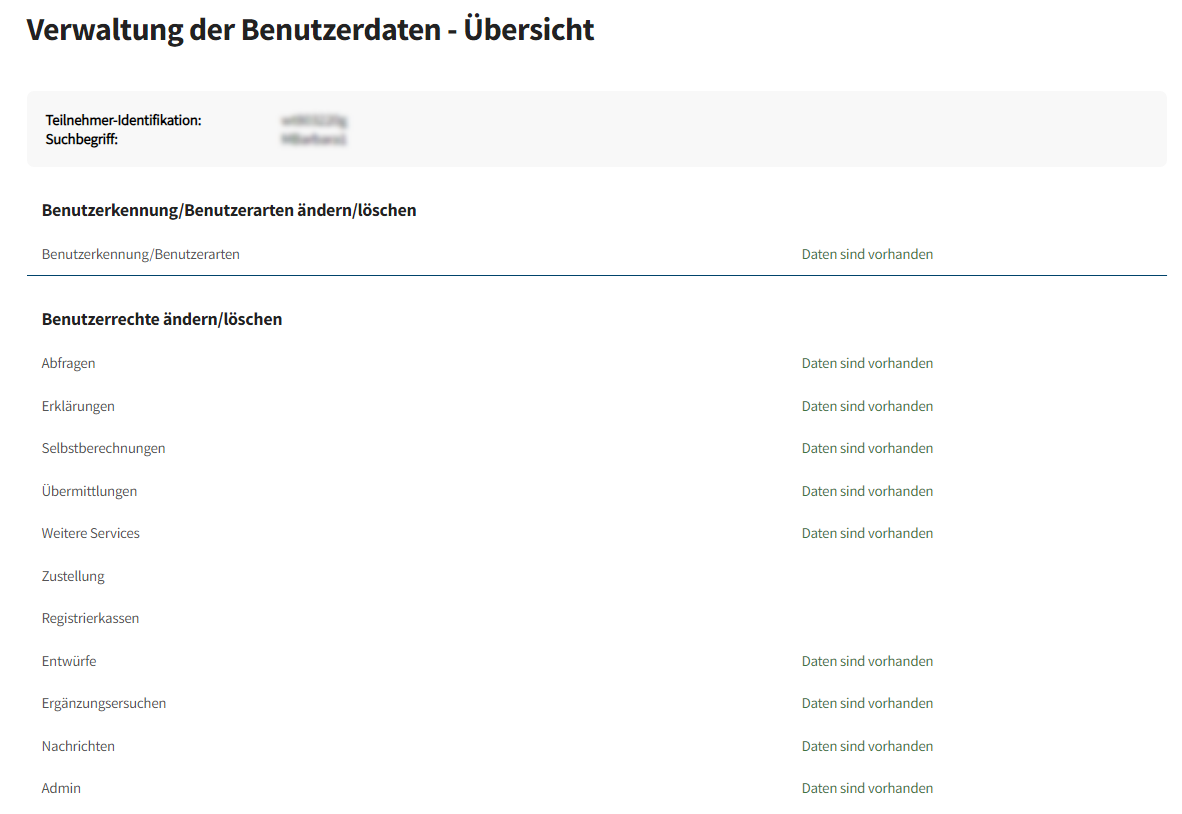 Verwaltung der Benutzerdaten - Übersicht
Teilnehmer-Identifikation:
Suchbegriff:
Benutzerkennung/Benutzerarten ändern/löschen
Benutzerkennung/Benutzerarten Daten sind vorhanden
Benutzerrechte ändern/löschen
Abfragen Daten sind vorhanden
Erklärungen Daten sind vorhanden
Selbstberechnungen Daten sind vorhanden
Übermittlungen Daten sind vorhanden
Weitere Services Daten sind vorhanden
Zustellung
Registrierkassen
Entwürfe Daten sind vorhanden
Ergänzungsersuchen Daten sind vorhanden
Nachrichten Daten sind vorhanden
Admin Daten sind vorhanden